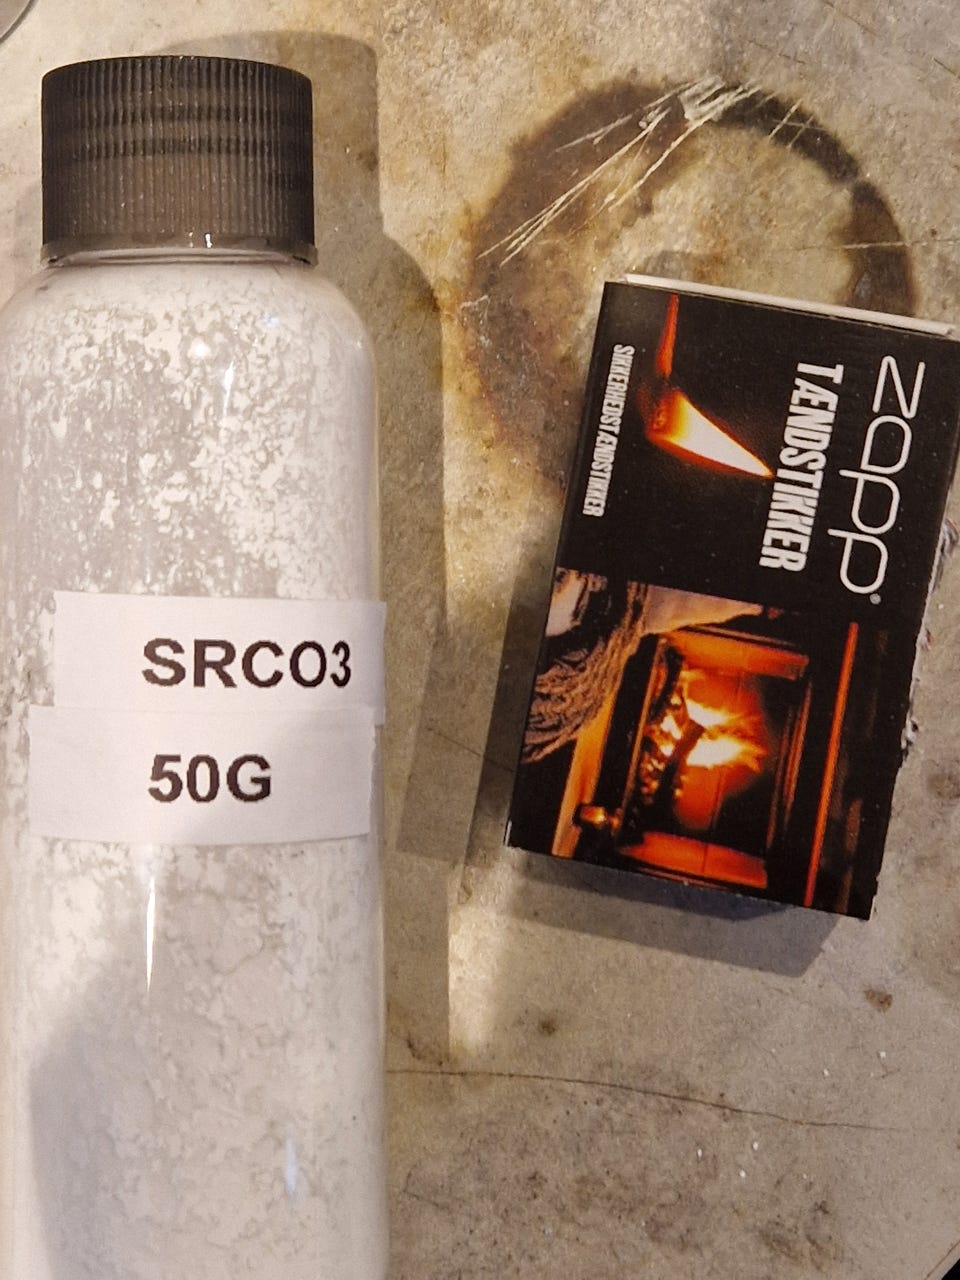 SRCO3
50G
zapp®
TÆNDSTIKKER
SIKKERHEDSTÆNDSTIKKER